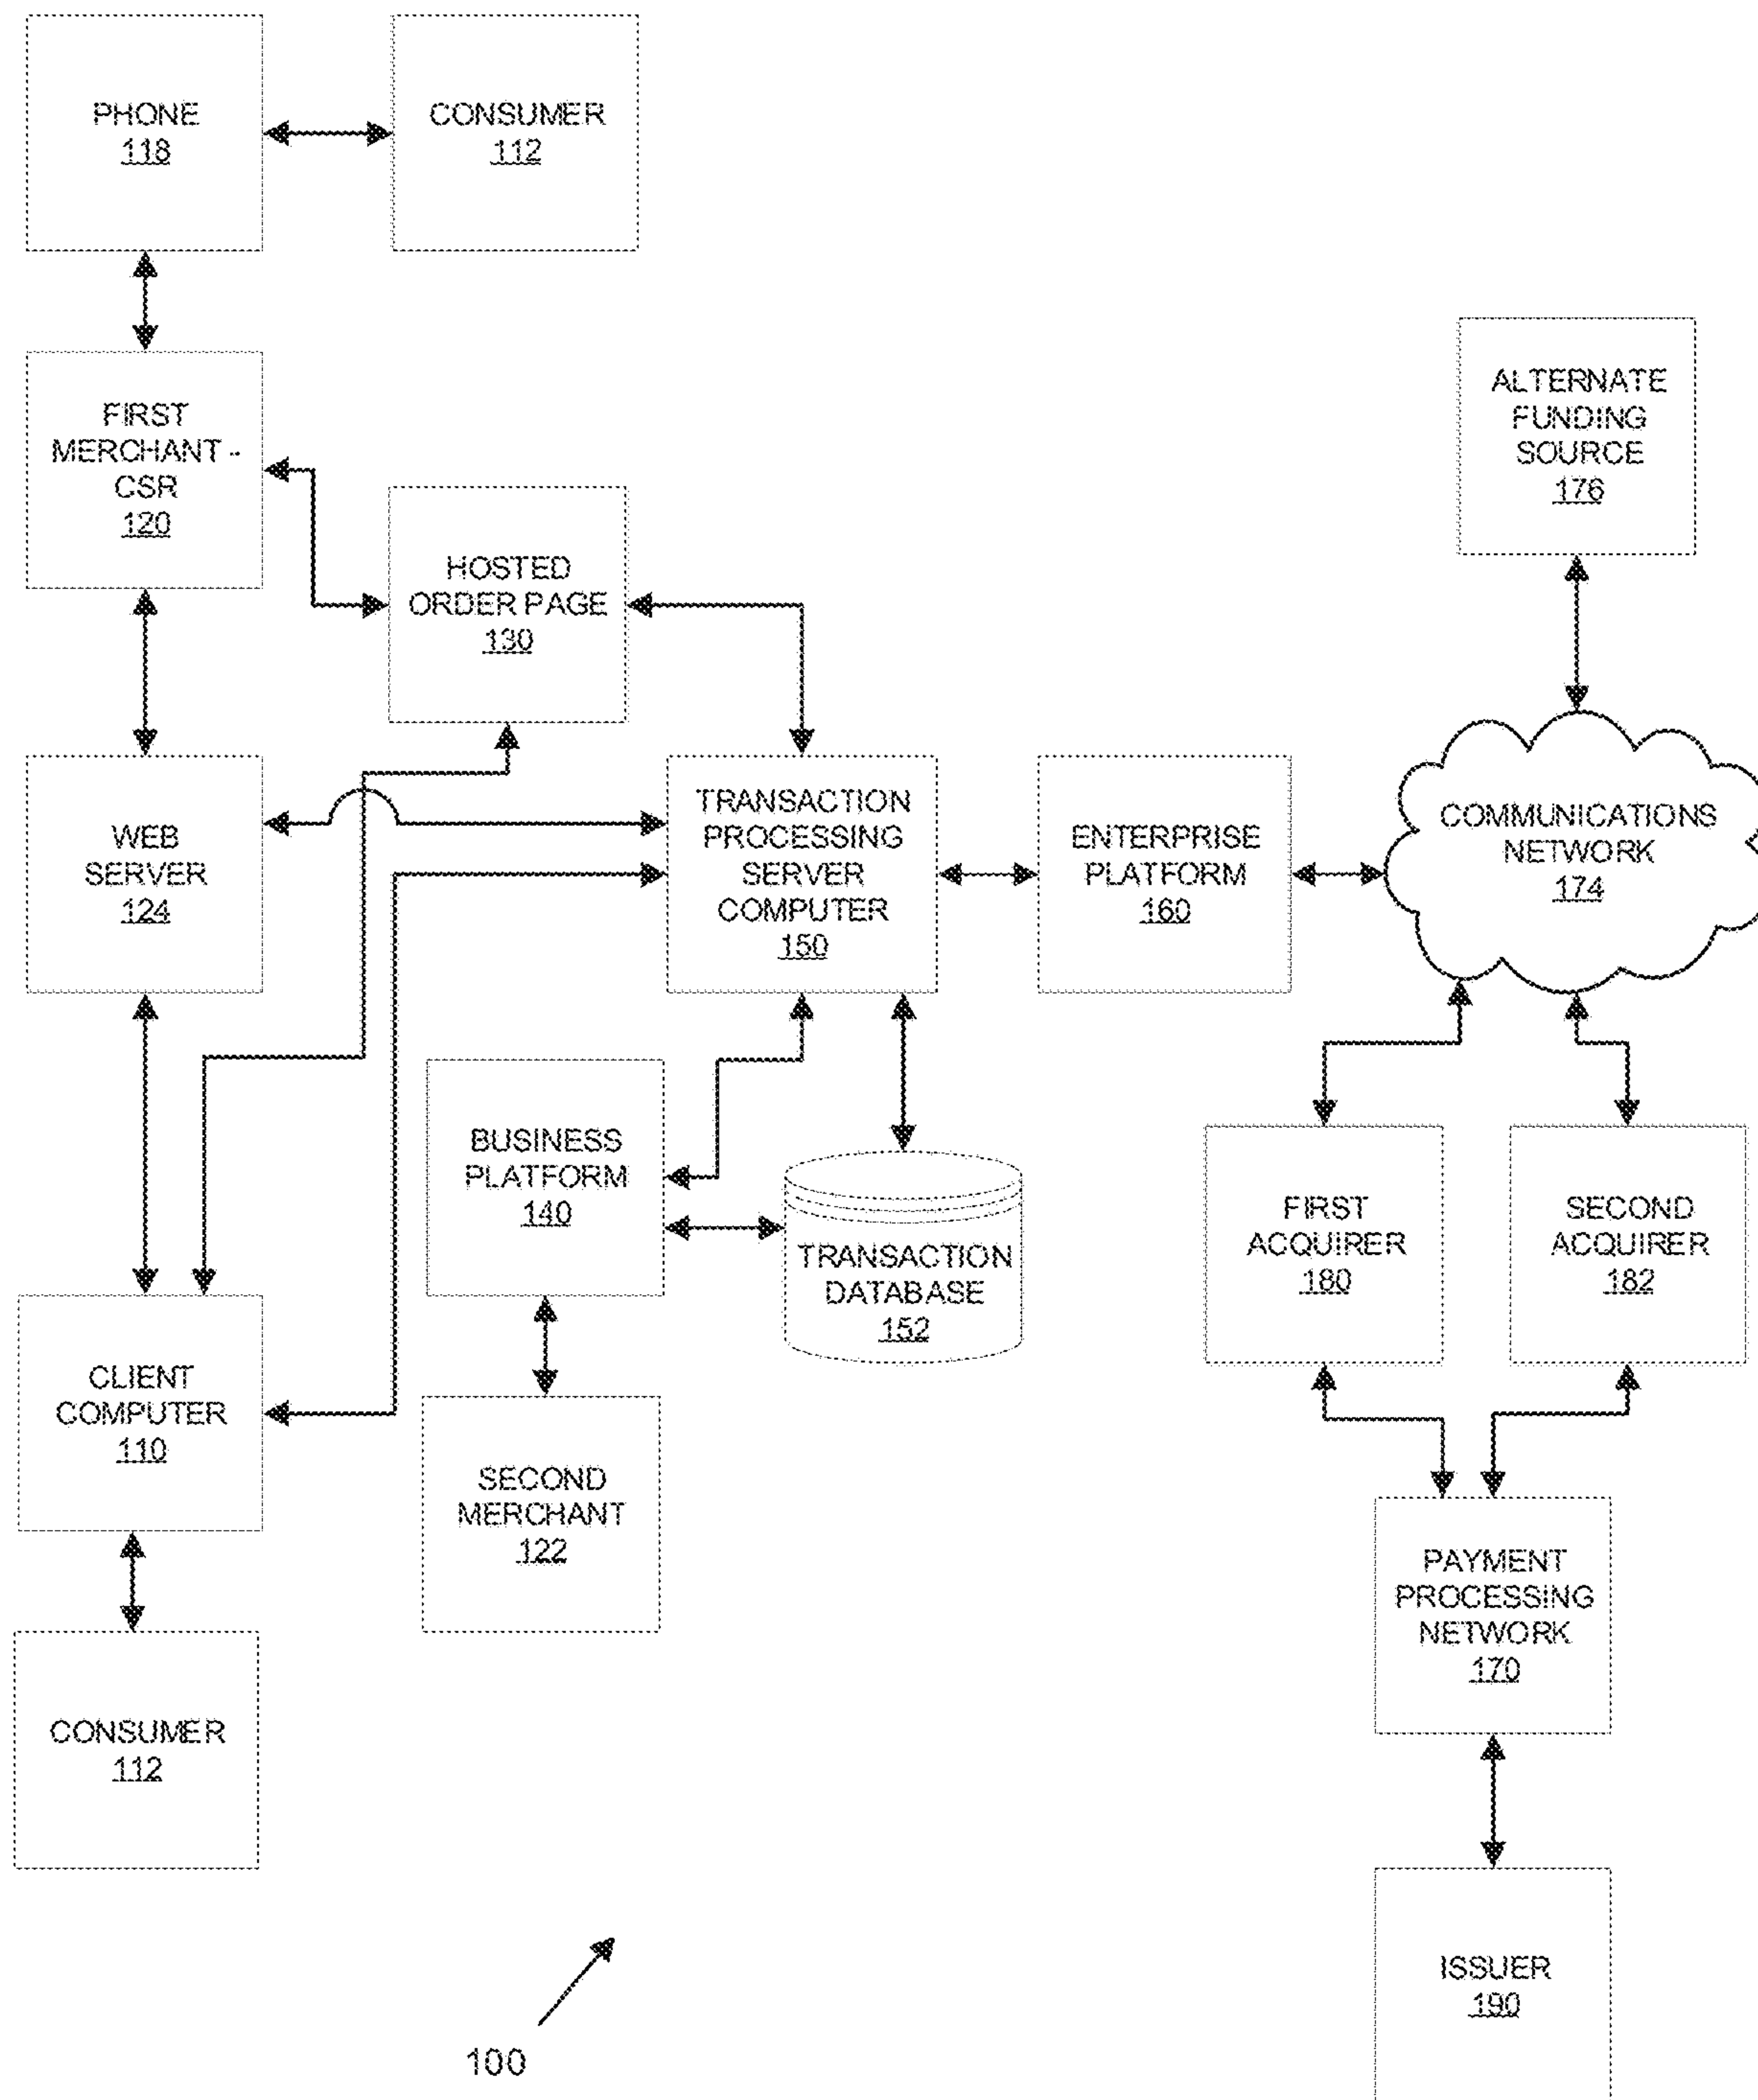 PHONE
118
CONSUMER
112
FIRST
MERCHANT -
CSR
120
ALTERNATE
FUNDING
SOURCE
176
HOSTED
ORDER PAGE
130
WEB
SERVER
124
TRANSACTION
PROCESSING
SERVER
COMPUTER
150
ENTERPRISE
PLATFORM
160
COMMUNICATIONS
NETWORK
174
BUSINESS
PLATFORM
140
TRANSACTION
DATABASE
152
FIRST
ACQUIRER
180
SECOND
ACQUIRER
182
CLIENT
COMPUTER
110
SECOND
MERCHANT
122
PAYMENT
PROCESSING
NETWORK
170
CONSUMER
112
ISSUER
190
100